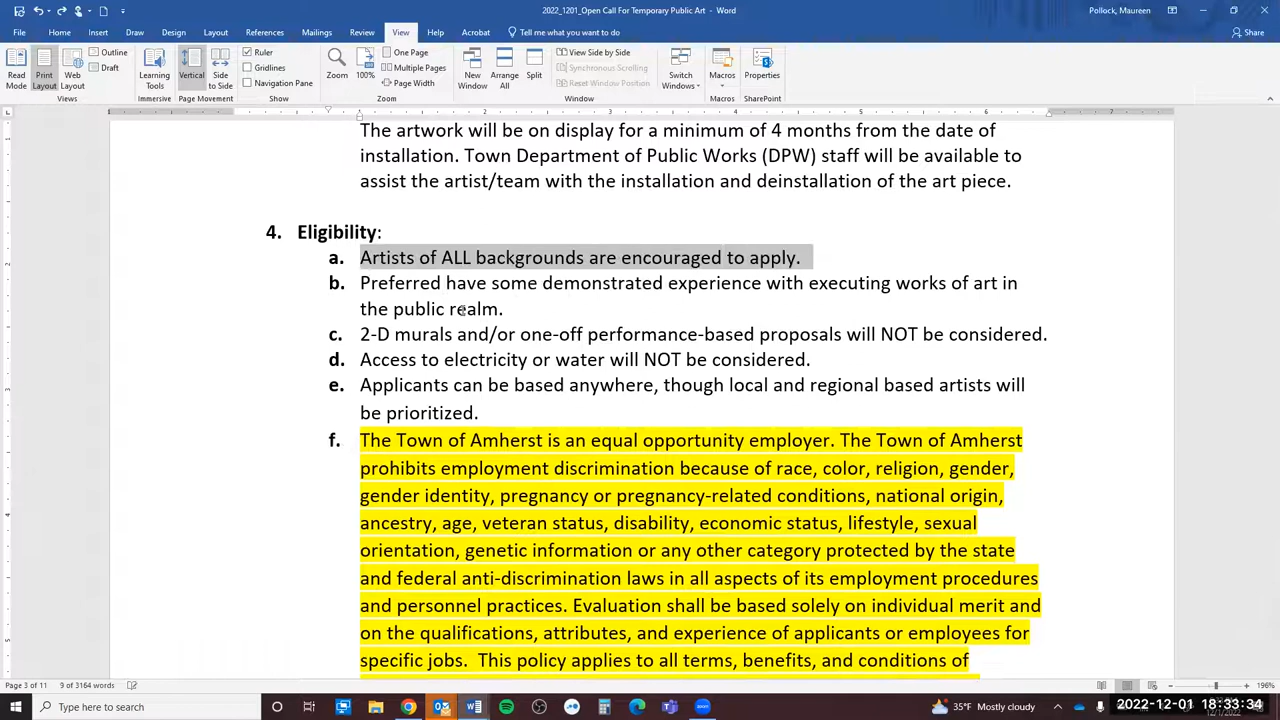 2022_1201_Open Call For Temporary Public Art - Word
Pollock, Maureen
File Home Insert Draw Design Layout References Mailings Review View Help Acrobat Tell me what you want to do Share
Read Mode
Print Layout
Web Layout
Outline
Draft
Views
Learning Tools
Immersive
Vertical
Side to Side
Page Movement
Ruler
Gridlines
Navigation Pane
Show
Zoom
100%
One Page
Multiple Pages
Page Width
Zoom
New Window
Arrange All
Split
View Side by Side
Synchronous Scrolling
Reset Window Position
Window
Switch Windows
Macros
Macros
Properties
SharePoint
1 2 3 4 5 6 7
The artwork will be on display for a minimum of 4 months from the date of
installation. Town Department of Public Works (DPW) staff will be available to
assist the artist/team with the installation and deinstallation of the art piece.
4. Eligibility:
a. Artists of ALL backgrounds are encouraged to apply.
b. Preferred have some demonstrated experience with executing works of art in
the public realm.
c. 2-D murals and/or one-off performance-based proposals will NOT be considered.
d. Access to electricity or water will NOT be considered.
e. Applicants can be based anywhere, though local and regional based artists will
be prioritized.
f. The Town of Amherst is an equal opportunity employer. The Town of Amherst
prohibits employment discrimination because of race, color, religion, gender,
gender identity, pregnancy or pregnancy-related conditions, national origin,
ancestry, age, veteran status, disability, economic status, lifestyle, sexual
orientation, genetic information or any other category protected by the state
and federal anti-discrimination laws in all aspects of its employment procedures
and personnel practices. Evaluation shall be based solely on individual merit and
on the qualifications, attributes, and experience of applicants or employees for
specific jobs.  This policy applies to all terms, benefits, and conditions of
Page 3 of 11 9 of 3164 words 196%
Type here to search
35°F Mostly cloudy
2022-12-01 18:33:34